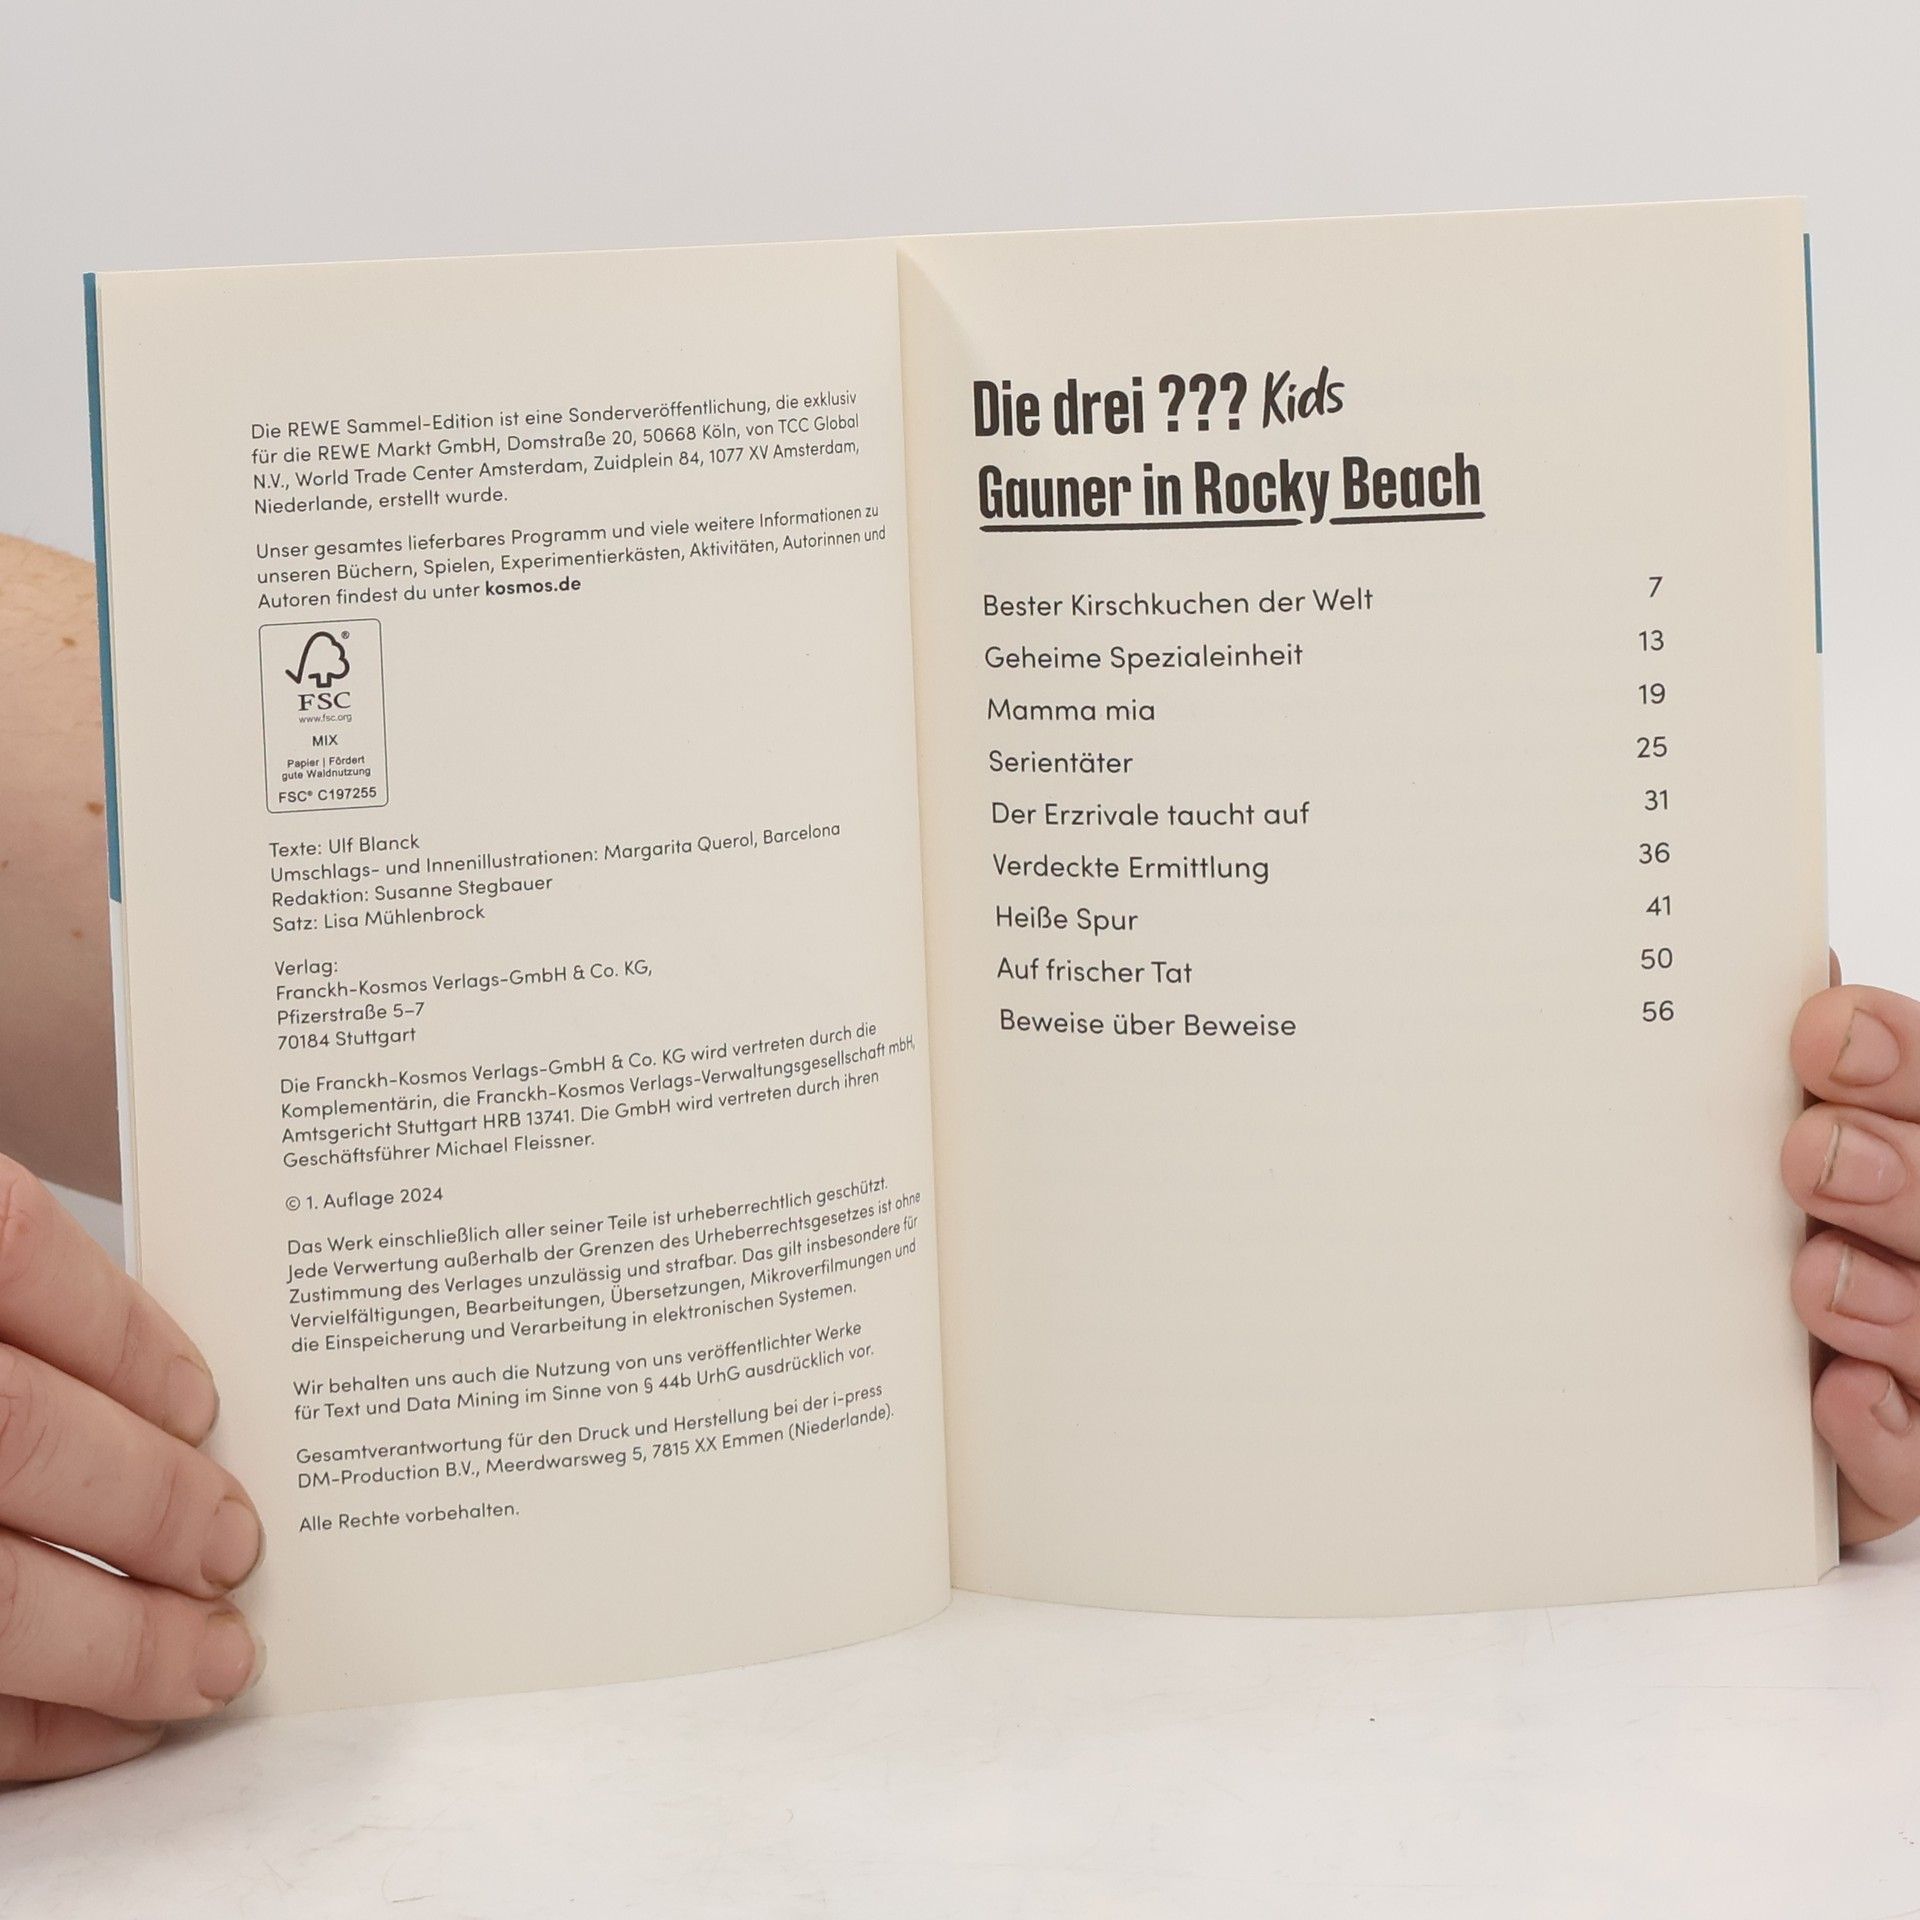 Die REWE Sammel-Edition ist eine Sonderveröffentlichung, die exklusiv
für die REWE Markt GmbH, Domstraße 20, 50668 Köln, von TCC Global
N.V., World Trade Center Amsterdam, Zuidplein 84, 1077 XV Amsterdam,
Niederlande, erstellt wurde.
Unser gesamtes lieferbares Programm und viele weitere Informationen zu
unseren Büchern, Spielen, Experimentierkästen, Aktivitäten, Autorinnen und
Autoren findest du unter kosmos.de
®
FSC
www.fsc.org
MIX
Papier | Fördert
gute Waldnutzung
FSC® C197255
Texte: Ulf Blanck
Umschlags- und Innenillustrationen: Margarita Querol, Barcelona
Redaktion: Susanne Stegbauer
Satz: Lisa Mühlenbrock
Verlag:
Franckh-Kosmos Verlags-GmbH & Co. KG,
Pfizerstraße 5–7
70184 Stuttgart
Die Franckh-Kosmos Verlags-GmbH & Co. KG wird vertreten durch die
Komplementärin, die Franckh-Kosmos Verlags-Verwaltungsgesellschaft mbH,
Amtsgericht Stuttgart HRB 13741. Die GmbH wird vertreten durch ihren
Geschäftsführer Michael Fleissner.
© 1. Auflage 2024
Das Werk einschließlich aller seiner Teile ist urheberrechtlich geschützt.
Jede Verwertung außerhalb der Grenzen des Urheberrechtsgesetzes ist ohne
Zustimmung des Verlages unzulässig und strafbar. Das gilt insbesondere für
Vervielfältigungen, Bearbeitungen, Übersetzungen, Mikroverfilmungen und
die Einspeicherung und Verarbeitung in elektronischen Systemen.
Wir behalten uns auch die Nutzung von uns veröffentlichter Werke
für Text und Data Mining im Sinne von § 44b UrhG ausdrücklich vor.
Gesamtverantwortung für den Druck und Herstellung bei der i-press
DM-Production B.V., Meerdwarsweg 5, 7815 XX Emmen (Niederlande).
Alle Rechte vorbehalten.
Die drei ??? Kids
Gauner in Rocky Beach
Bester Kirschkuchen der Welt 7
Geheime Spezialeinheit 13
Mamma mia 19
Serientäter 25
Der Erzrivale taucht auf 31
Verdeckte Ermittlung 36
Heiße Spur 41
Auf frischer Tat 50
Beweise über Beweise 56